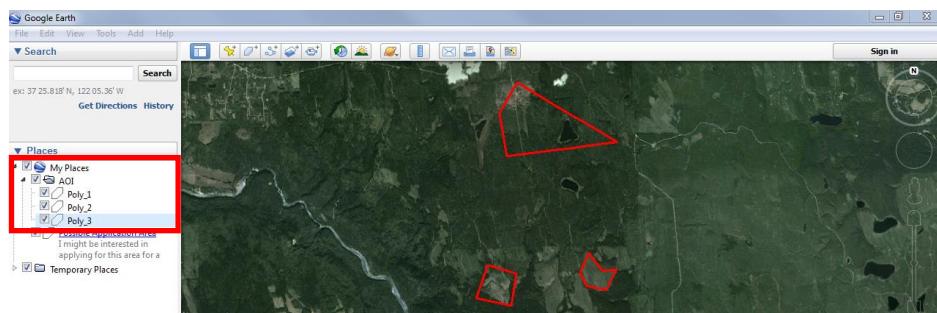 Google Earth
File Edit View Tools Add Help
Search
Sign in
Search
ex: 37 25.818' N, 122 05.36' W
Get Directions History
N
Places
My Places
AOI
Poly_1
Poly_2
Poly_3
Possible Application Area
I might be interested in
applying for this area for a
Temporary Places